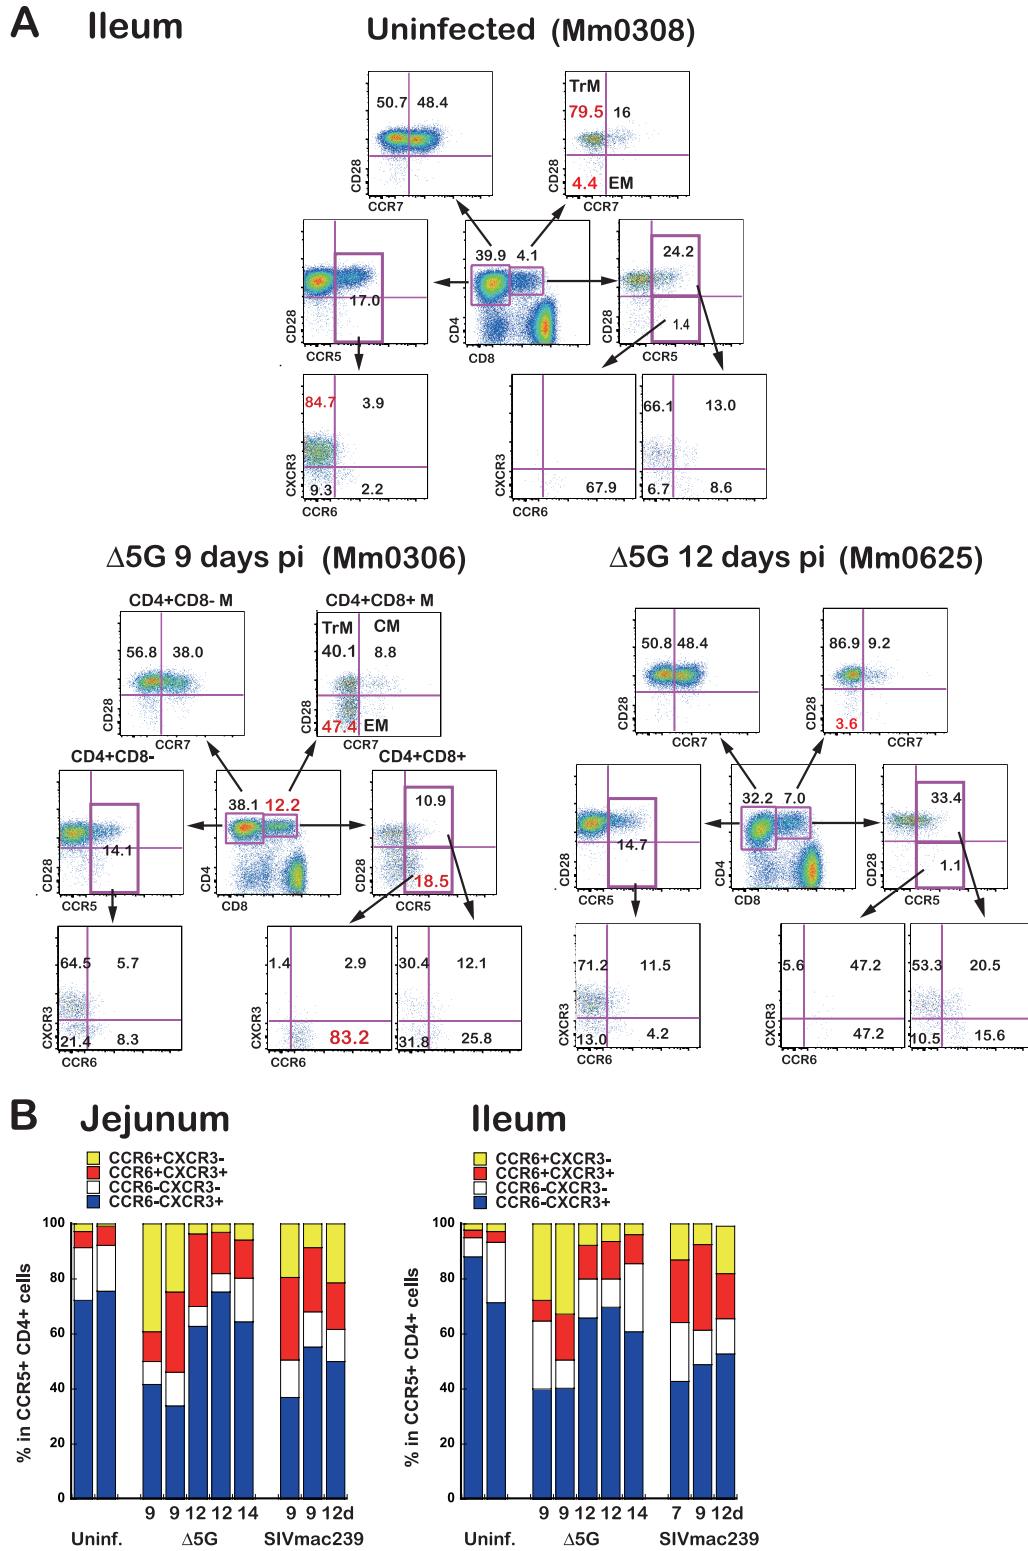 A Ileum Uninfected (Mm0308)
50.7 48.4
CD28
CCR7
TrM
79.5 16
4.4 EM
CD28
CCR7
17.0
CD28
CCR5
39.9 4.1
CD4
CD8
24.2
1.4
CD28
CCR5
84.7 3.9
9.3 2.2
CXCR3
CCR6
67.9
CCR6
66.1 13.0
6.7 8.6
Δ5G 9 days pi (Mm0306)
CD4+CD8- M
56.8 38.0
CD28
CCR7
CD4+CD8+ M
TrM CM
40.1 8.8
47.4 EM
CD28
CCR7
CD4+CD8-
14.1
CD28
CCR5
38.1 12.2
CD4
CD8
CD4+CD8+
10.9
18.5
CD28
CCR5
64.5 5.7
21.4 8.3
CXCR3
CCR6
1.4 2.9
83.2
CXCR3
CCR6
30.4 12.1
31.8 25.8
Δ5G 12 days pi (Mm0625)
50.8 48.4
CD28
CCR7
86.9 9.2
3.6
CD28
CCR7
14.7
CD28
CCR5
32.2 7.0
CD4
CD8
33.4
1.1
CD28
CCR5
71.2 11.5
13.0 4.2
CXCR3
CCR6
5.6 47.2
47.2
CXCR3
CCR6
53.3 20.5
10.5 15.6
B Jejunum
CCR6+CXCR3-
CCR6+CXCR3+
CCR6-CXCR3-
CCR6-CXCR3+
% in CCR5+ CD4+ cells
100
80
60
40
20
0
9 9 12 12 14 9 9 12d
Uninf. Δ5G SIVmac239
Ileum
CCR6+CXCR3-
CCR6+CXCR3+
CCR6-CXCR3-
CCR6-CXCR3+
% in CCR5+ CD4+ cells
100
80
60
40
20
0
9 9 12 12 14 7 9 12d
Uninf. Δ5G SIVmac239